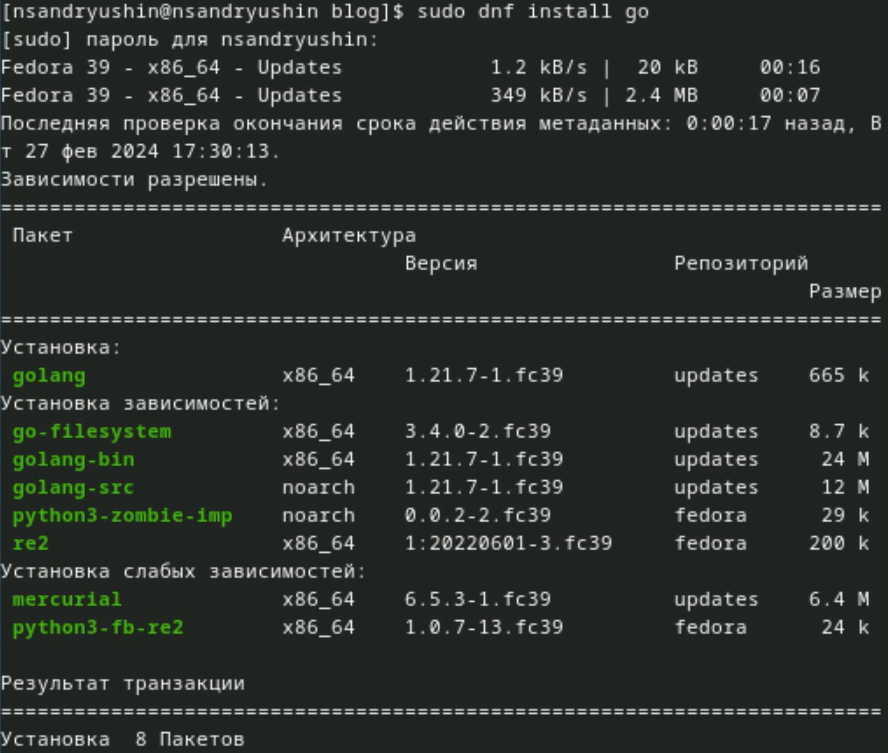 [nsandryushin@nsandryushin blog]$ sudo dnf install go
[sudo] пароль для nsandryushin:
Fedora 39 - x86_64 - Updates 1.2 kB/s | 20 kB 00:16
Fedora 39 - x86_64 - Updates 349 kB/s | 2.4 MB 00:07
Последняя проверка окончания срока действия метаданных: 0:00:17 назад, В
т 27 фев 2024 17:30:13.
Зависимости разрешены.
================================================================================
Пакет Архитектура
Версия Репозиторий
Размер
================================================================================
Установка:
golang x86_64 1.21.7-1.fc39 updates 665 k
Установка зависимостей:
go-filesystem x86_64 3.4.0-2.fc39 updates 8.7 k
golang-bin x86_64 1.21.7-1.fc39 updates 24 M
golang-src noarch 1.21.7-1.fc39 updates 12 M
python3-zombie-imp noarch 0.0.2-2.fc39 fedora 29 k
re2 x86_64 1:20220601-3.fc39 fedora 200 k
Установка слабых зависимостей:
mercurial x86_64 6.5.3-1.fc39 updates 6.4 M
python3-fb-re2 x86_64 1.0.7-13.fc39 fedora 24 k
Результат транзакции
================================================================================
Установка 8 Пакетов